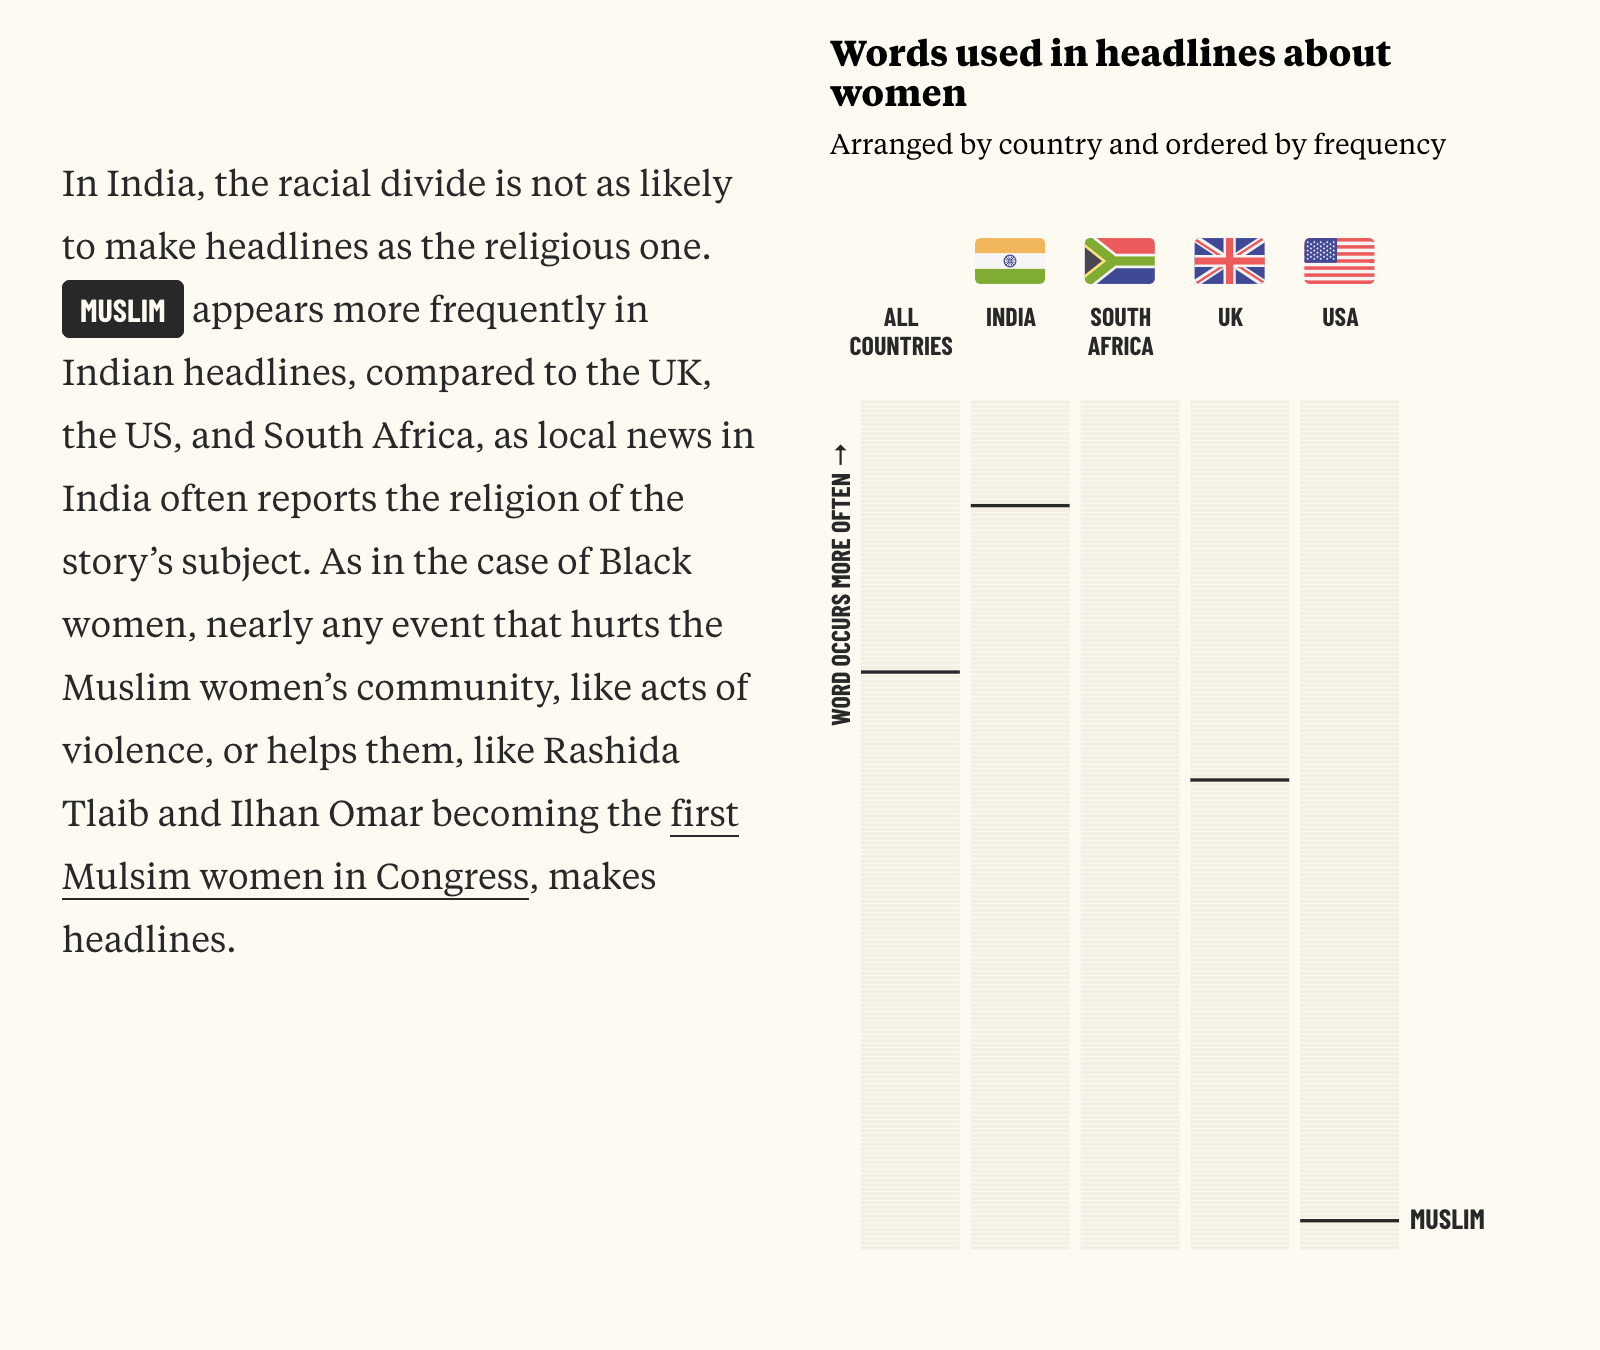 In India, the racial divide is not as likely
to make headlines as the religious one.
MUSLIM appears more frequently in
Indian headlines, compared to the UK,
the US, and South Africa, as local news in
India often reports the religion of the
story’s subject. As in the case of Black
women, nearly any event that hurts the
Muslim women’s community, like acts of
violence, or helps them, like Rashida
Tlaib and Ilhan Omar becoming the first
Mulsim women in Congress, makes
headlines.
Words used in headlines about
women
Arranged by country and ordered by frequency
ALL
COUNTRIES
INDIA
SOUTH
AFRICA
UK
USA
WORD OCCURS MORE OFTEN →
MUSLIM